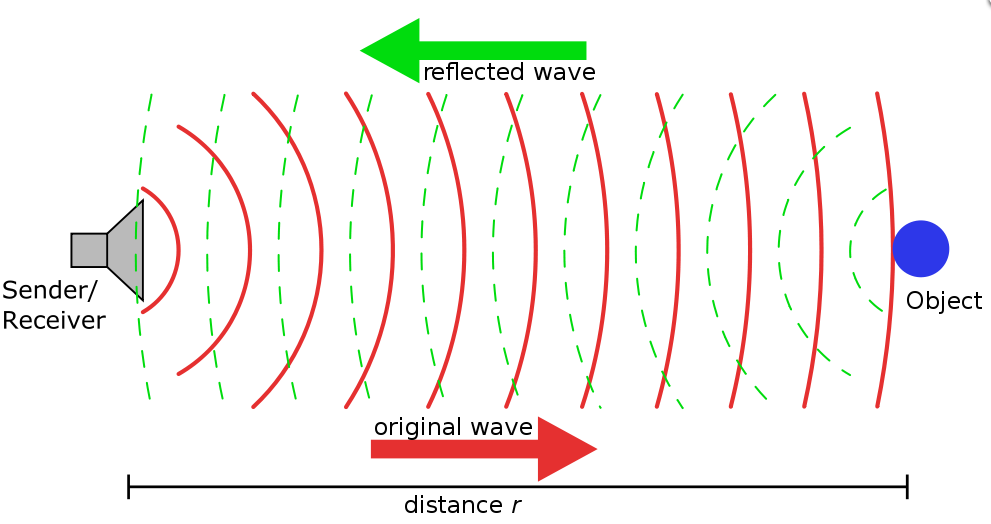 reflected wave
Sender/
Receiver
Object
original wave
distance r